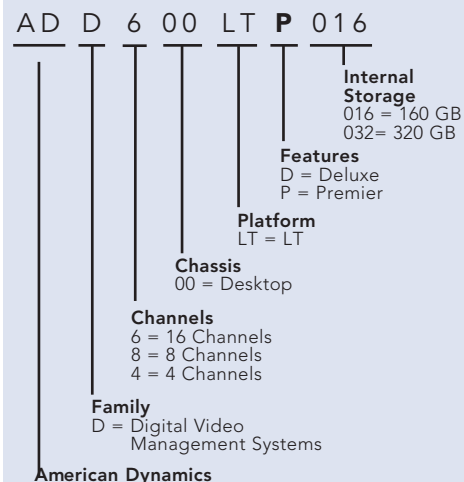 AD D 6 00 LT P 016
Internal
Storage
016 = 160 GB
032= 320 GB
Features
D = Deluxe
P = Premier
Platform
LT = LT
Chassis
00 = Desktop
Channels
6 = 16 Channels
8 = 8 Channels
4 = 4 Channels
Family
D = Digital Video
Management Systems
American Dynamics